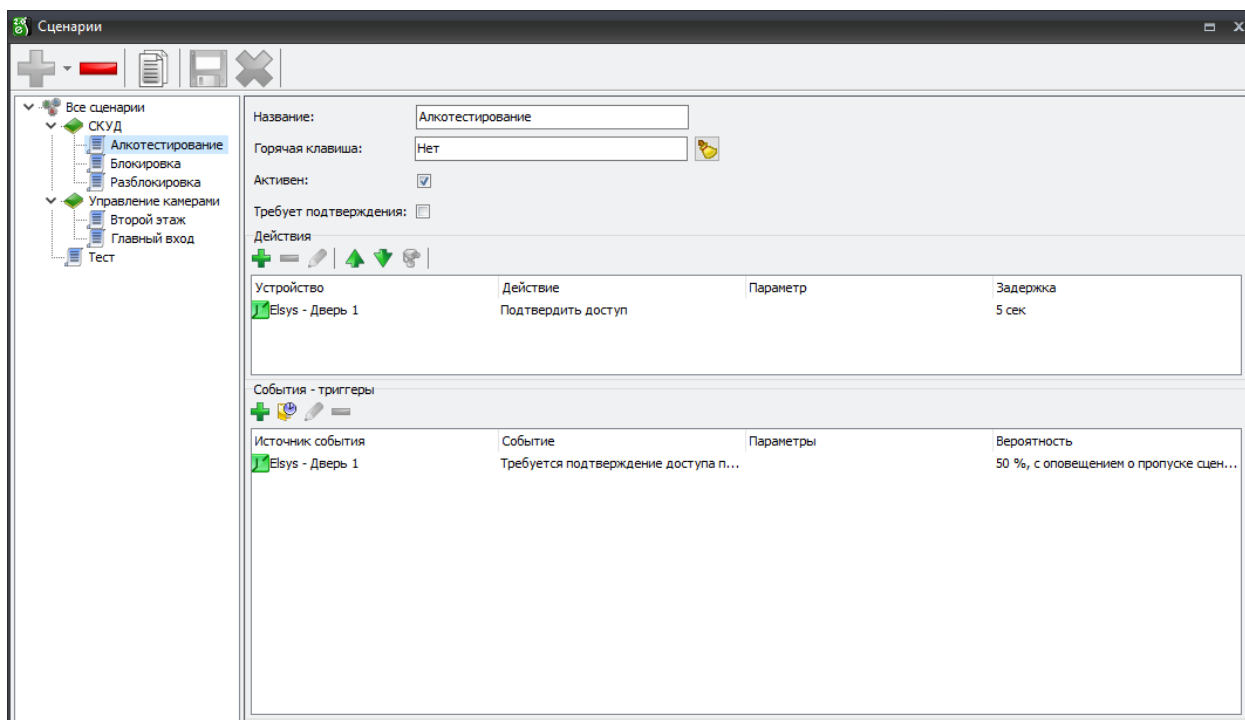 Сценарии
Все сценарии
СКУД
Алкотестирование
Блокировка
Разблокировка
Управление камерами
Второй этаж
Главный вход
Тест
Название: Алкотестирование
Горячая клавиша: Нет
Активен:
Требует подтверждения:
Действия
Устройство Действие Параметр Задержка
Elsys - Дверь 1 Подтвердить доступ 5 сек
События - триггеры
Источник события Событие Параметры Вероятность
Elsys - Дверь 1 Требуется подтверждение доступа п... 50 %, с оповещением о пропуске сцен...